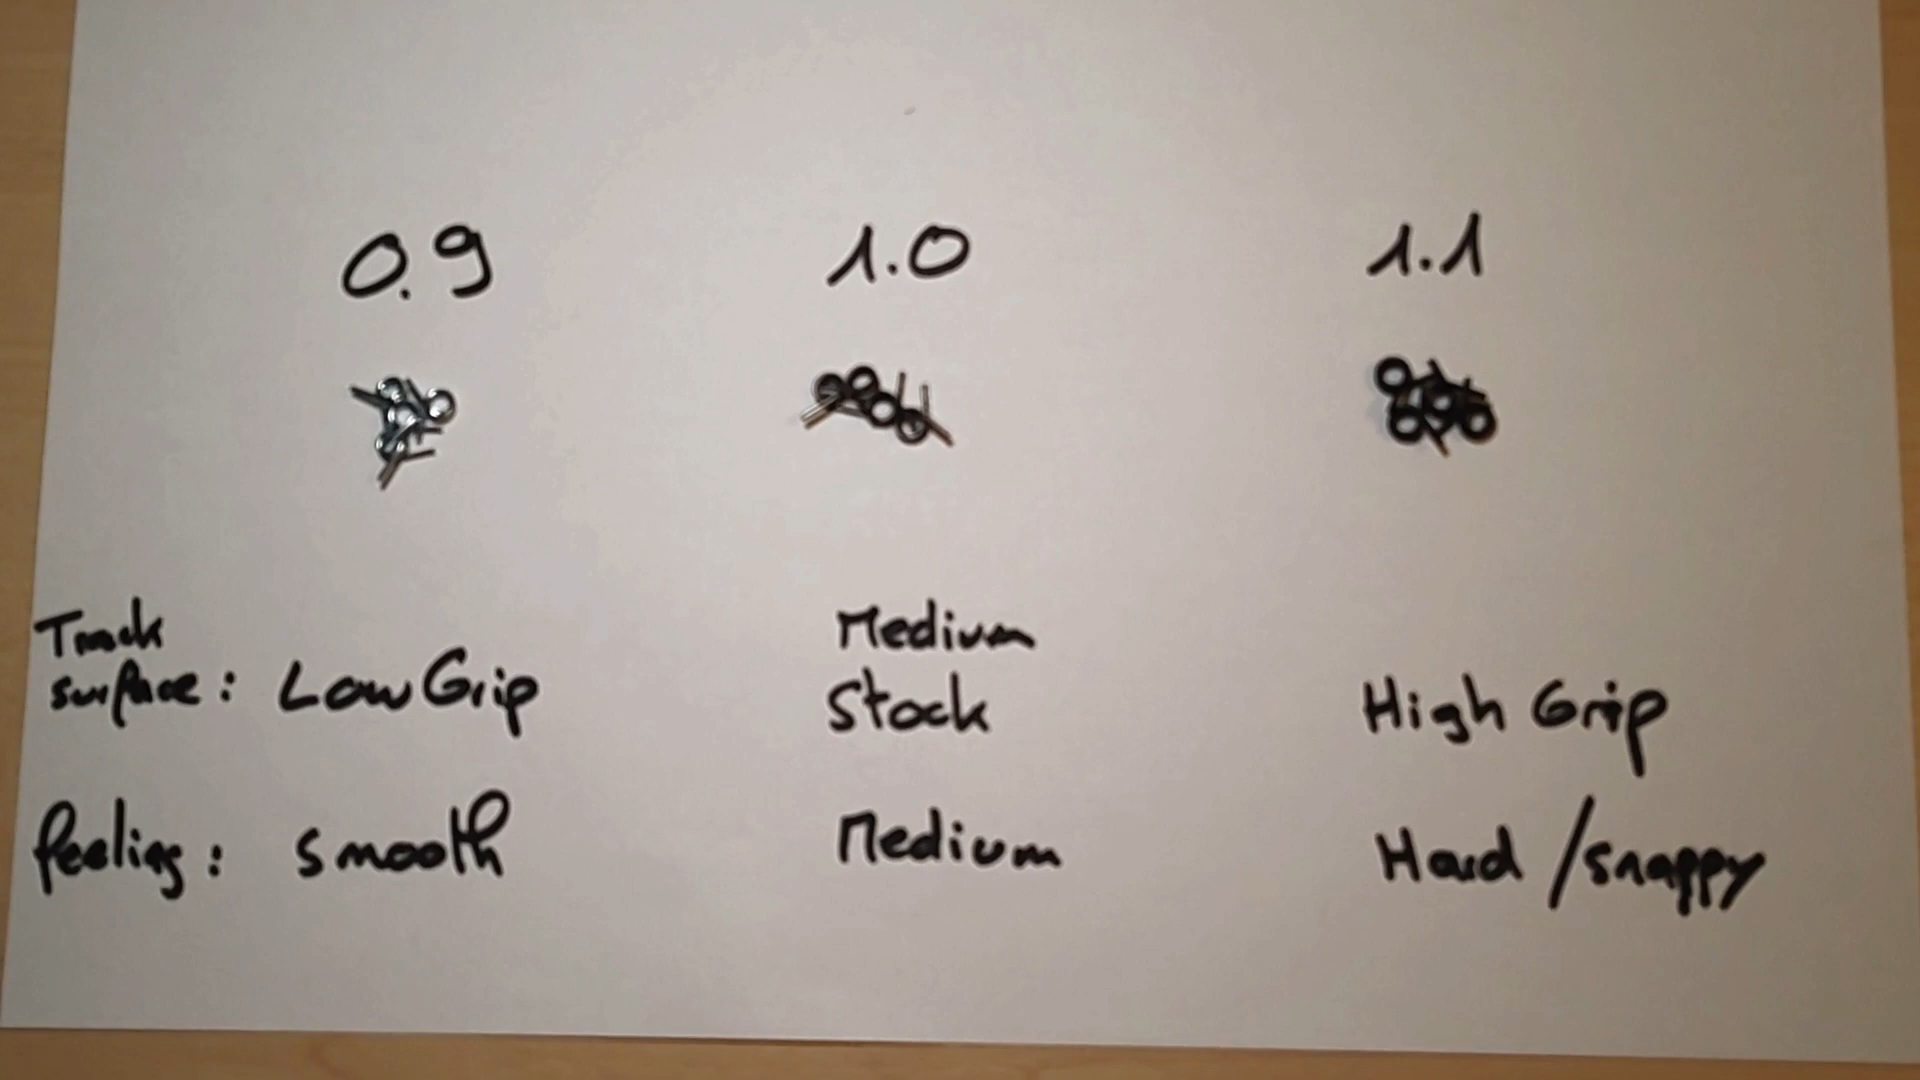 0.9 1.0 1.1
Track Medium
surface: Low Grip Stock High Grip
feeling: smooth Medium Hard / snappy